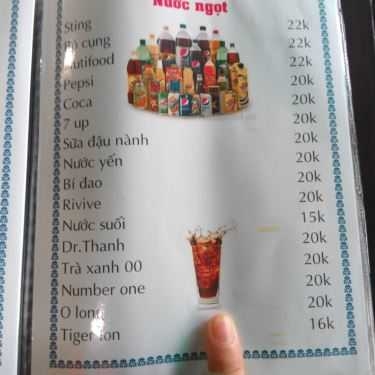 Nước ngọt
Sting 22k
Bò cụng 22k
Nutifood 22k
Pepsi 20k
Coca 20k
7 up 20k
Sữa đậu nành 20k
Nước yến 20k
Bí đao 20k
Rivive 20k
Nước suối 15k
Dr.Thanh 20k
Trà xanh 00 20k
Number one 20k
O long 20k
Tiger lon 16k